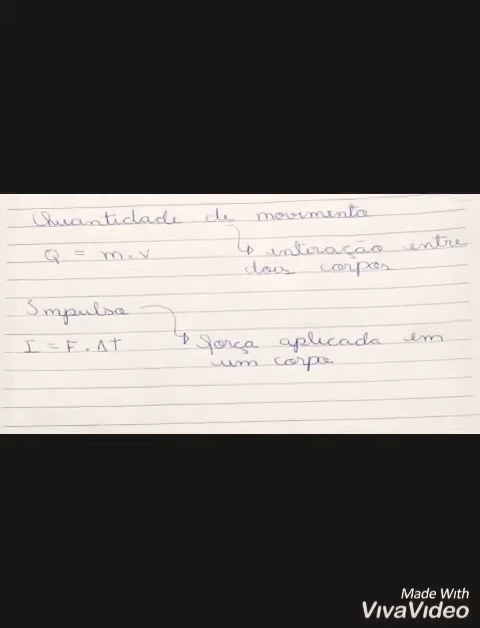 Quantidade de movimento
Q = m.v
↳ interação entre
dois corpos
Impulso
I = F. Δt
↳ força aplicada em
um corpo
Made With
VivaVideo